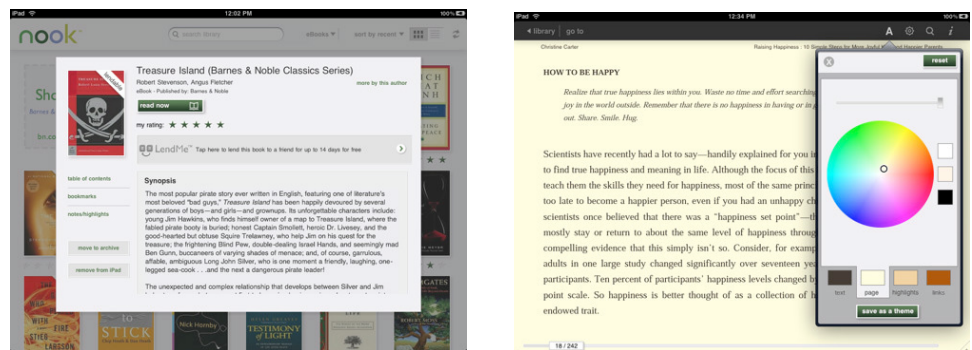 iPad
12:02 PM
100%
nook
search library
eBooks
sort by recent
lendable
Treasure Island (Barnes & Noble Classics Series)
Robert Stevenson, Angus Fletcher
more by this author
eBook - Published by: Barnes & Noble
read now
my rating: ★ ★ ★ ★ ★
LendMe™ Tap here to lend this book to a friend for up to 14 days for free
table of contents
bookmarks
notes/highlights
move to archive
remove from iPad
Synopsis
The most popular pirate story ever written in English, featuring one of literature's
most beloved "bad guys," Treasure Island has been happily devoured by several
generations of boys—and girls—and grownups. Its unforgettable characters include:
young Jim Hawkins, who finds himself owner of a map to Treasure Island, where the
fabled pirate booty is buried; honest Captain Smollett, heroic Dr. Livesey, and the
good-hearted but obtuse Squire Trelawney, who help Jim on his quest for the
treasure; the frightening Blind Pew, double-dealing Israel Hands, and seemingly mad
Ben Gunn, buccaneers of varying shades of menace; and, of course, garrulous,
affable, ambiguous Long John Silver, who is one moment a friendly, laughing, one-
legged sea-cook . . .and the next a dangerous pirate leader!
The unexpected and complex relationship that develops between Silver and Jim
WITH
FIRE
STIEG
LARSSON
to
STICK
Nick Hornby
TESTIMONY
of LIGHT
iPad
12:34 PM
100%
library
go to
A
i
Christine Carter
Raising Happiness : 10 Simple Steps for More Joyful Kids and Happier Parents
HOW TO BE HAPPY
Realize that true happiness lies within you. Waste no time and effort searching
joy in the world outside. Remember that there is no happiness in having or in
out. Share. Smile. Hug.
Scientists have recently had a lot to say—handily explained for you in
to find true happiness and meaning in life. Although the focus of this
teach them the skills they need for happiness, most of the same princ
too late to become a happier person, even if you had an unhappy ch
scientists once believed that there was a "happiness set point"—th
mostly stay or return to about the same level of happiness throug
compelling evidence that this simply isn't so. Consider, for examp
adults in one large study changed significantly over seventeen yea
participants. Ten percent of participants' happiness levels changed b
point scale. So happiness is better thought of as a collection of h
endowed trait.
18 / 242
reset
text
page
highlights
links
save as a theme